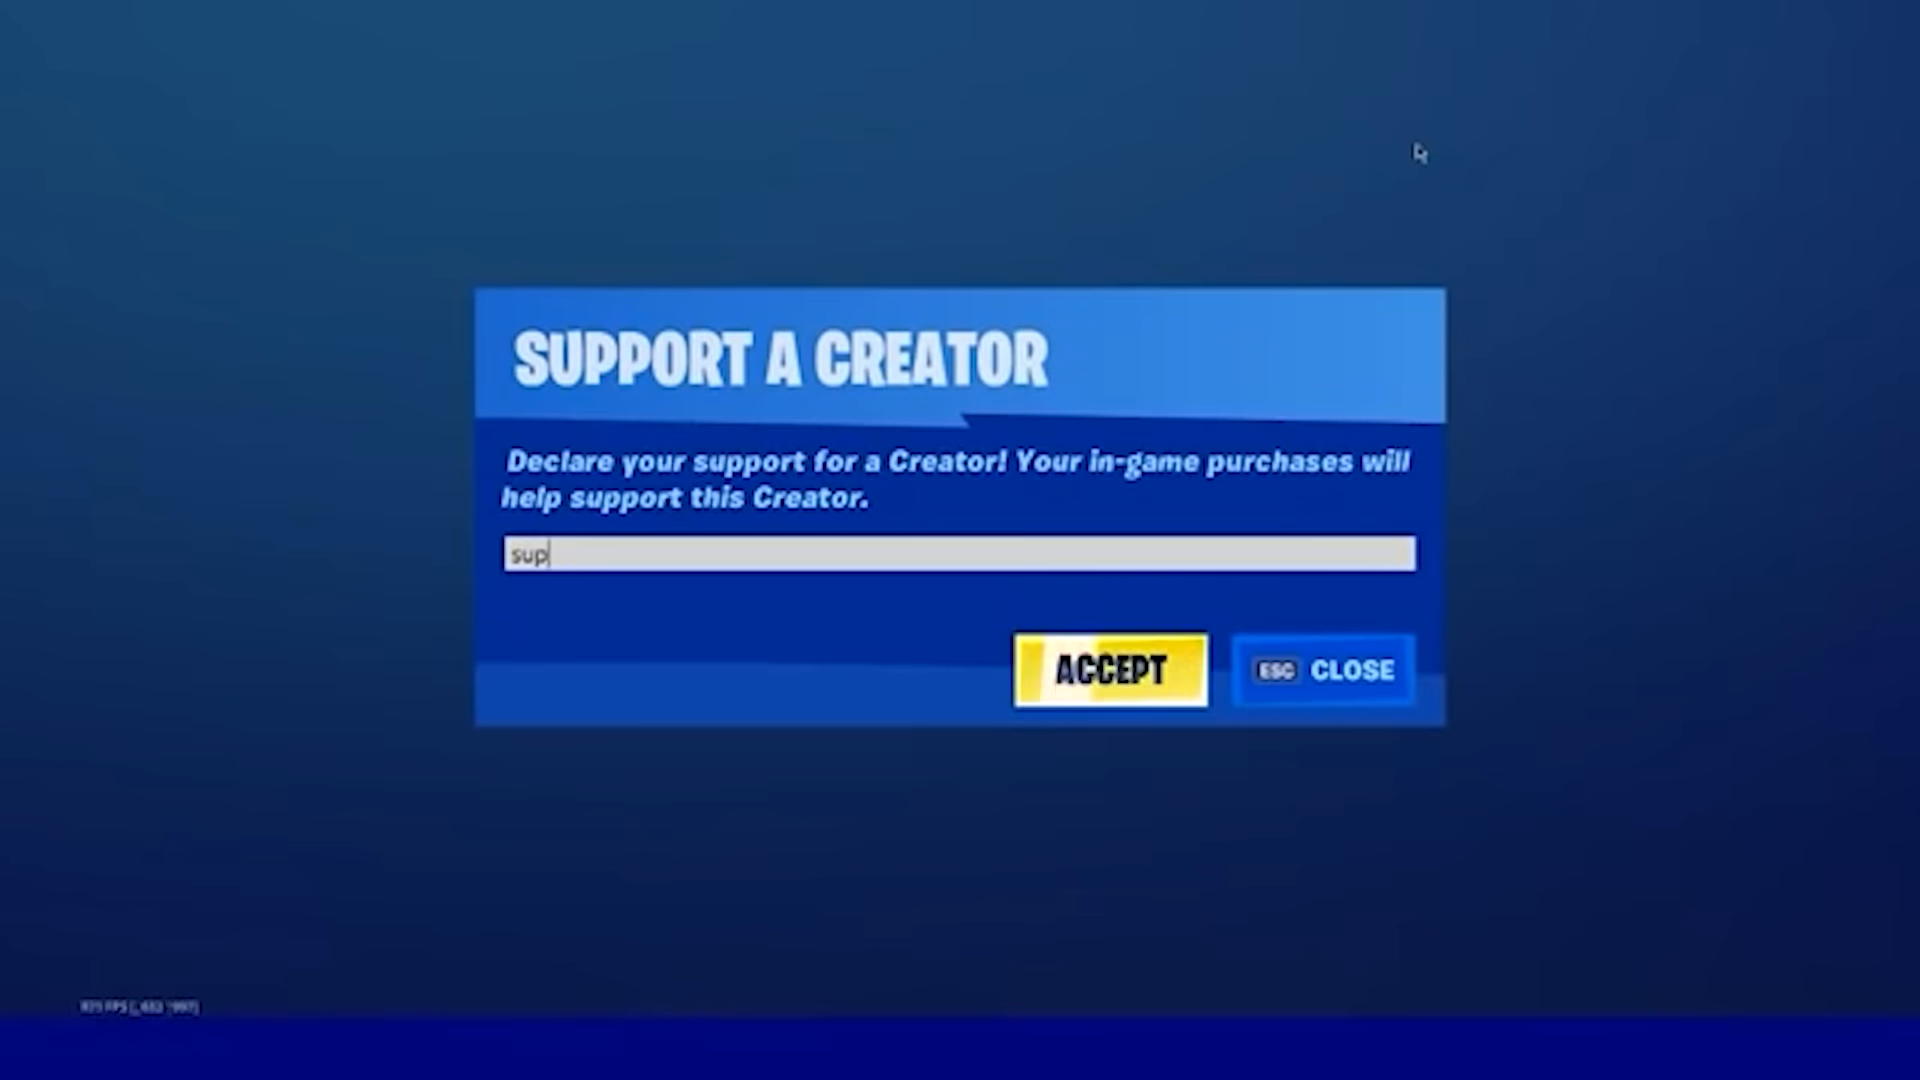 SUPPORT A CREATOR
Declare your support for a Creator! Your in-game purchases will
help support this Creator.
sup
ACCEPT
ESC CLOSE